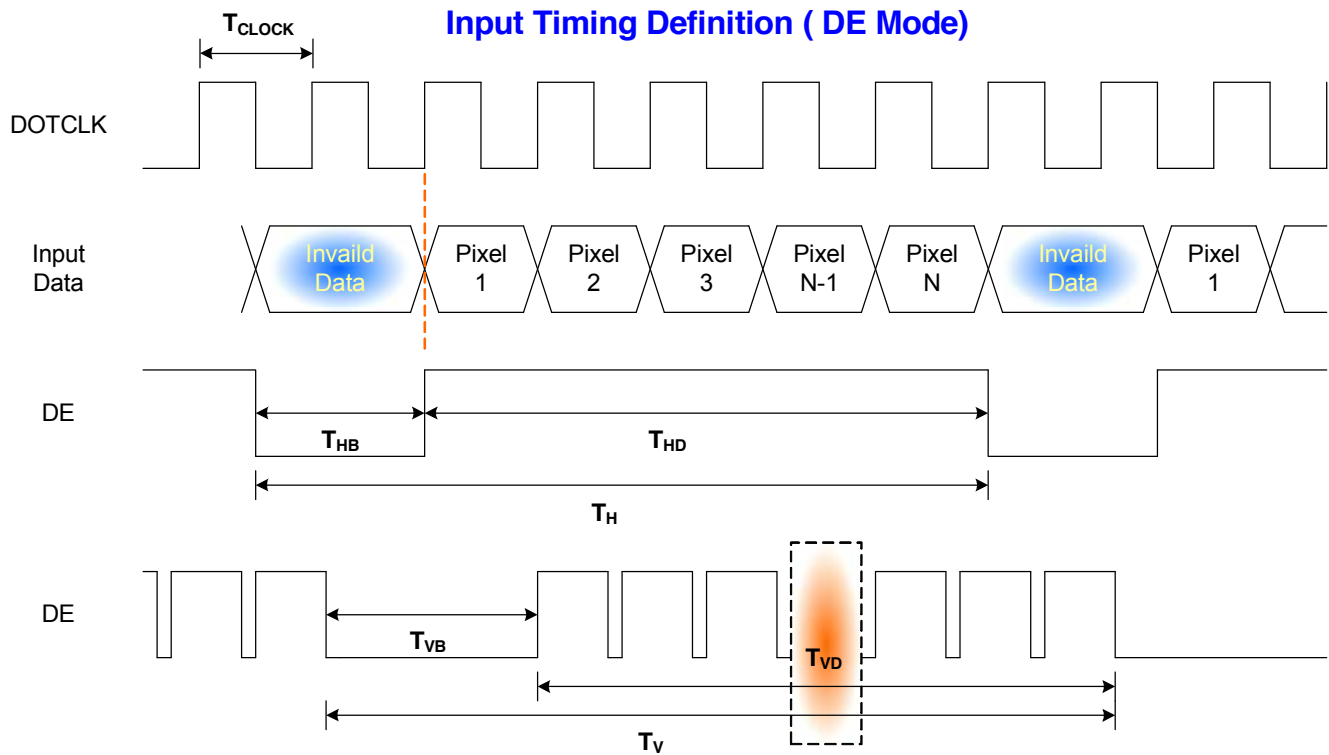 Input Timing Definition ( DE Mode)
TCLOCK
DOTCLK
Input
Data
Invaild
Data
Pixel
1
Pixel
2
Pixel
3
Pixel
N-1
Pixel
N
Invaild
Data
Pixel
1
DE
THB
THD
TH
DE
TVB
TVD
TV